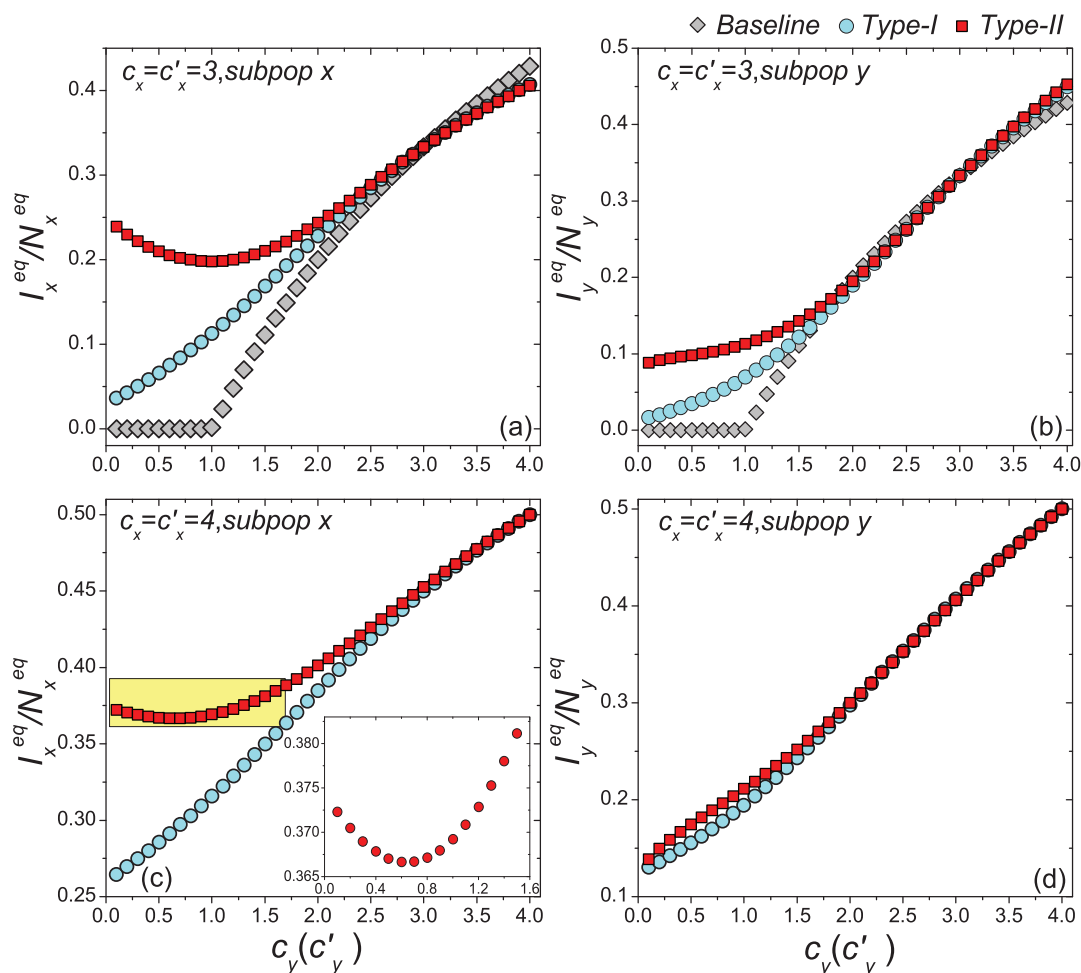 Baseline Type-I Type-II
c_x=c'_x=3,subpop x
I_x^eq/N_x^eq
0.4
0.3
0.2
0.1
0.0
(a)
0.0 0.5 1.0 1.5 2.0 2.5 3.0 3.5 4.0
c_x=c'_x=3,subpop y
I_y^eq/N_y^eq
0.5
0.4
0.3
0.2
0.1
0.0
(b)
0.0 0.5 1.0 1.5 2.0 2.5 3.0 3.5 4.0
c_x=c'_x=4,subpop x
I_x^eq/N_x^eq
0.50
0.45
0.40
0.35
0.30
0.25
(c)
0.380
0.375
0.370
0.365
0.4 0.8 1.2 1.6
0.0 0.5 1.0 1.5 2.0 2.5 3.0 3.5 4.0
c_y(c'_y)
c_x=c'_x=4,subpop y
I_y^eq/N_y^eq
0.5
0.4
0.3
0.2
0.1
(d)
0.0 0.5 1.0 1.5 2.0 2.5 3.0 3.5 4.0
c_y(c'_y)